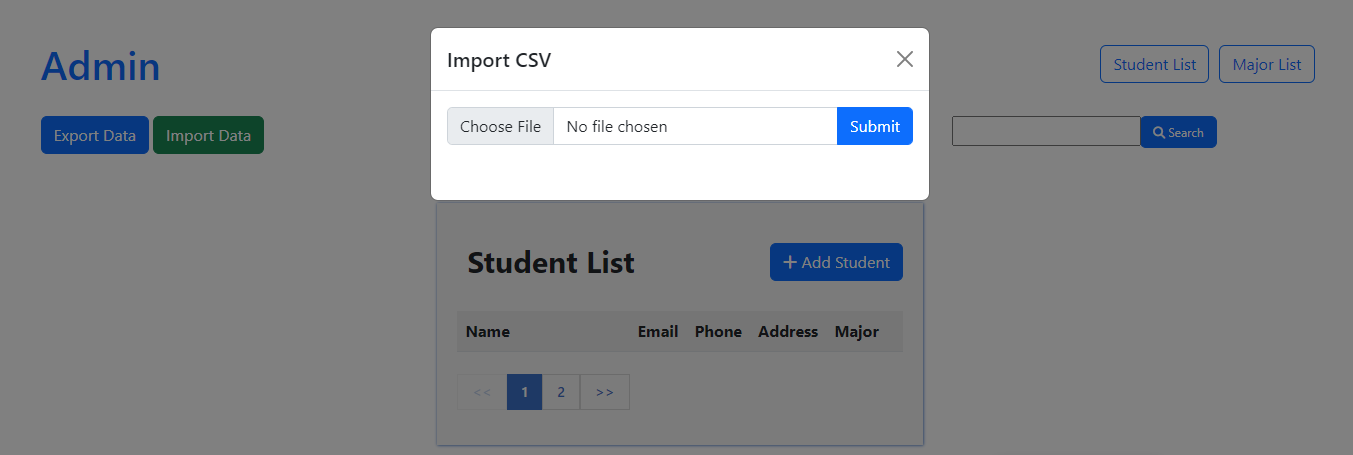 Import CSV
Admin
Student List Major List
Choose File No file chosen Submit
Export Data Import Data
Search
Student List
+ Add Student
Name Email Phone Address Major
<< 1 2 >>